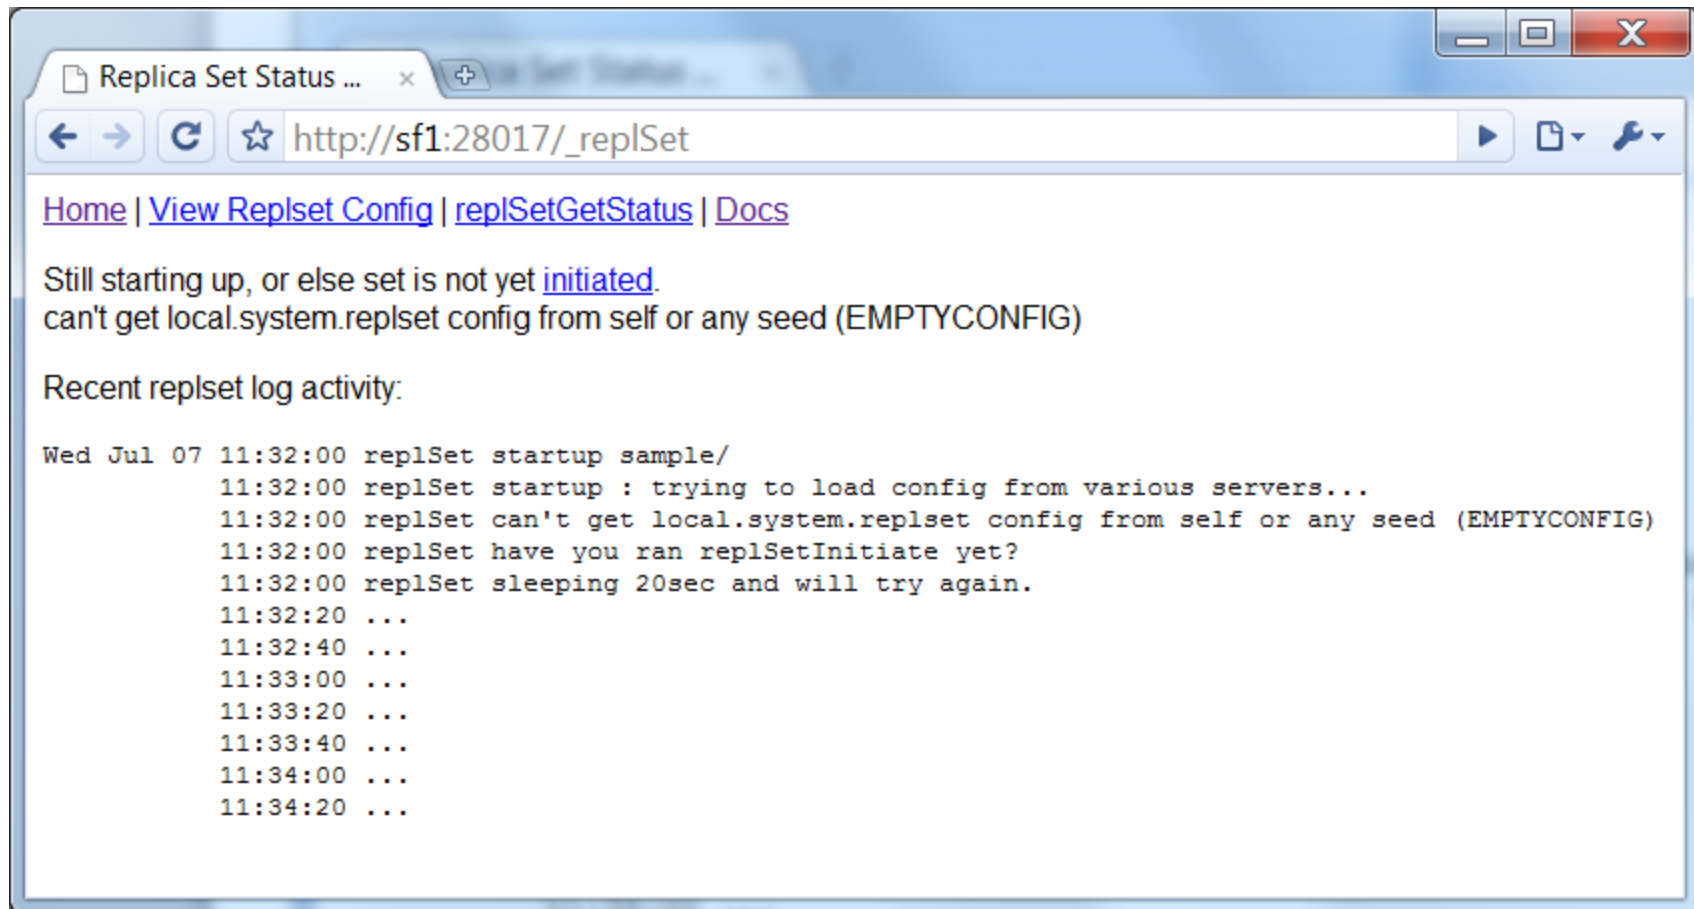 Replica Set Status ...
http://sf1:28017/_replSet
Home | View Replset Config | replSetGetStatus | Docs
Still starting up, or else set is not yet initiated.
can't get local.system.replset config from self or any seed (EMPTYCONFIG)
Recent replset log activity:
Wed Jul 07 11:32:00 replSet startup sample/
11:32:00 replSet startup : trying to load config from various servers...
11:32:00 replSet can't get local.system.replset config from self or any seed (EMPTYCONFIG)
11:32:00 replSet have you ran replSetInitiate yet?
11:32:00 replSet sleeping 20sec and will try again.
11:32:20 ...
11:32:40 ...
11:33:00 ...
11:33:20 ...
11:33:40 ...
11:34:00 ...
11:34:20 ...